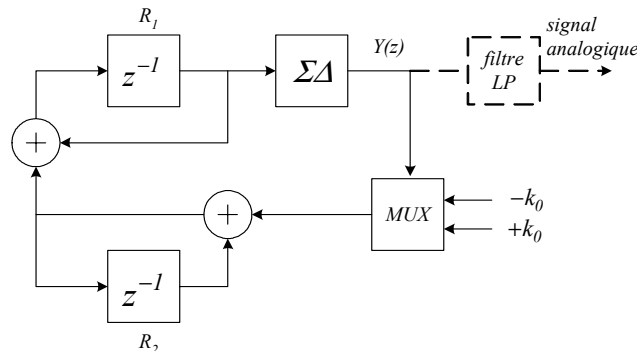 R₁
z⁻¹
ΣΔ
Y(z)
filtre
LP
signal
analogique
+
+
MUX
−k₀
+k₀
z⁻¹
R₂